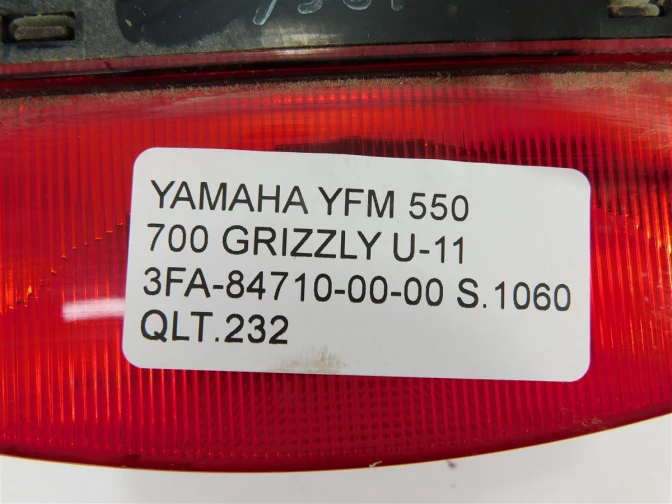 YAMAHA YFM 550
700 GRIZZLY U-11
3FA-84710-00-00 S.1060
QLT.232